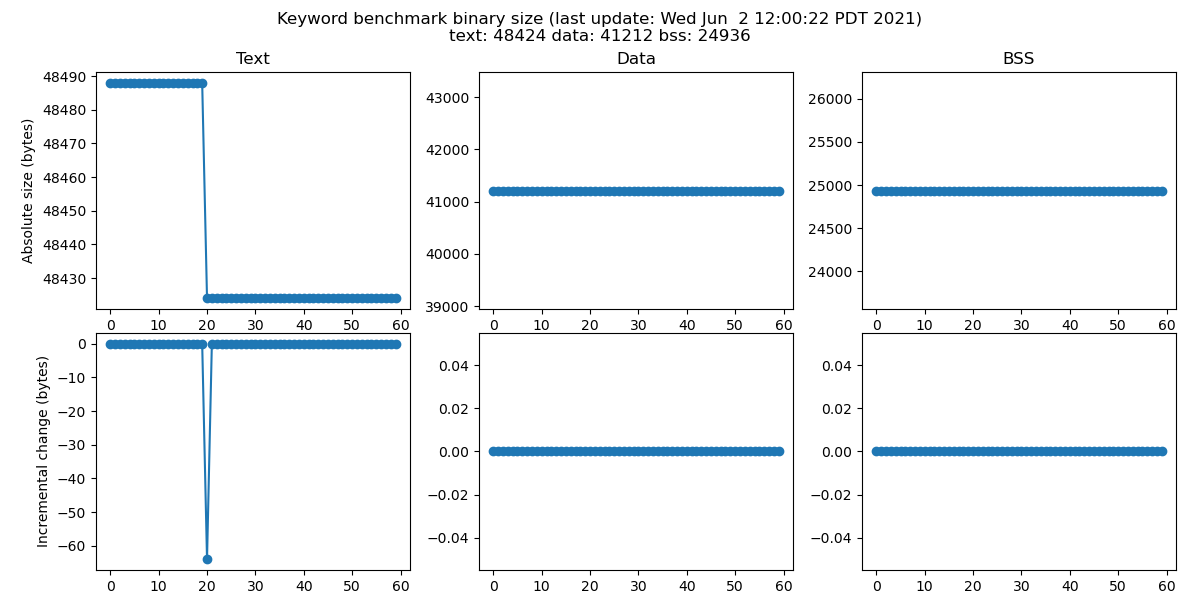 Keyword benchmark binary size (last update: Wed Jun  2 12:00:22 PDT 2021)
text: 48424 data: 41212 bss: 24936
Text
Data
BSS
Absolute size (bytes)
48490
48480
48470
48460
48450
48440
48430
0 10 20 30 40 50 60
43000
42000
41000
40000
39000
0 10 20 30 40 50 60
26000
25500
25000
24500
24000
0 10 20 30 40 50 60
Incremental change (bytes)
0
−10
−20
−30
−40
−50
−60
0 10 20 30 40 50 60
0.04
0.02
0.00
−0.02
−0.04
0 10 20 30 40 50 60
0.04
0.02
0.00
−0.02
−0.04
0 10 20 30 40 50 60